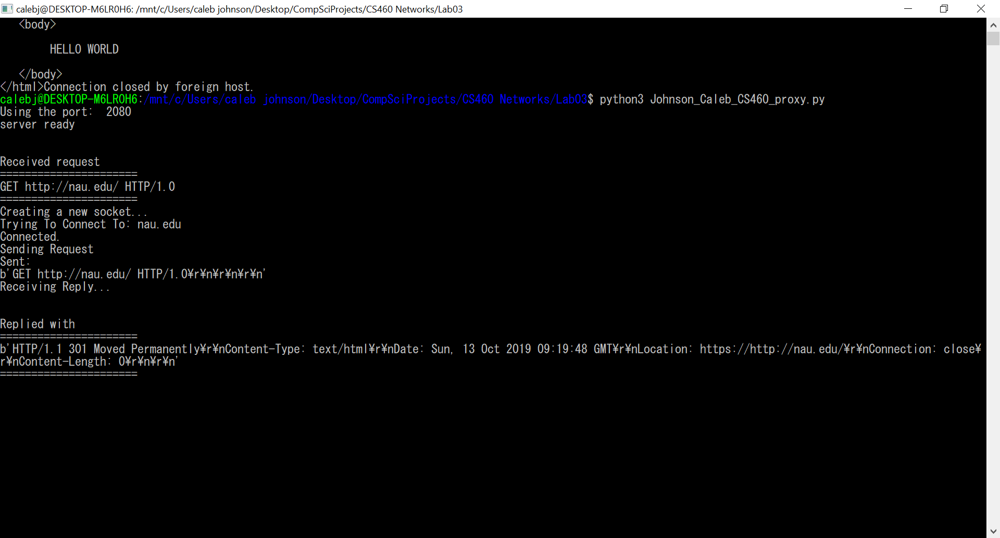 calebj@DESKTOP-M6LR0H6: /mnt/c/Users/caleb johnson/Desktop/CompSciProjects/CS460 Networks/Lab03
<body>
HELLO WORLD
</body>
</html>Connection closed by foreign host.
calebj@DESKTOP-M6LR0H6:/mnt/c/Users/caleb johnson/Desktop/CompSciProjects/CS460 Networks/Lab03$ python3 Johnson_Caleb_CS460_proxy.py
Using the port:  2080
server ready
Received request
======================
GET http://nau.edu/ HTTP/1.0
======================
Creating a new socket...
Trying To Connect To: nau.edu
Connected.
Sending Request
Sent:
b'GET http://nau.edu/ HTTP/1.0¥r¥n¥r¥n¥r¥n'
Receiving Reply...
Replied with
======================
b'HTTP/1.1 301 Moved Permanently¥r¥nContent-Type: text/html¥r¥nDate: Sun, 13 Oct 2019 09:19:48 GMT¥r¥nLocation: https://http://nau.edu/¥r¥nConnection: close¥
r¥nContent-Length: 0¥r¥n¥r¥n'
======================